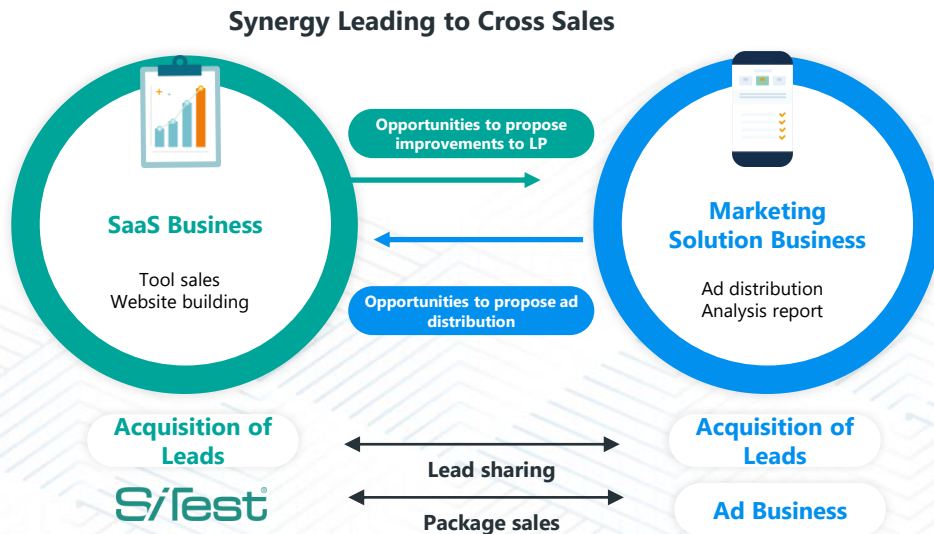 Synergy Leading to Cross Sales
Opportunities to propose
improvements to LP
SaaS Business
Tool sales
Website building
Marketing
Solution Business
Ad distribution
Analysis report
Opportunities to propose ad
distribution
Acquisition of
Leads
Lead sharing
Acquisition of
Leads
SiTest
Package sales
Ad Business